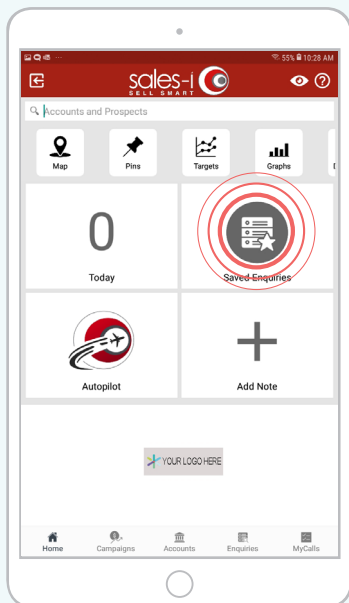 55% 10:28 AM
sales-i
SELL SMART
Accounts and Prospects
Map Pins Targets Graphs
0
Today Saved Enquiries
Autopilot Add Note
YOUR LOGO HERE
Home Campaigns Accounts Enquiries MyCalls